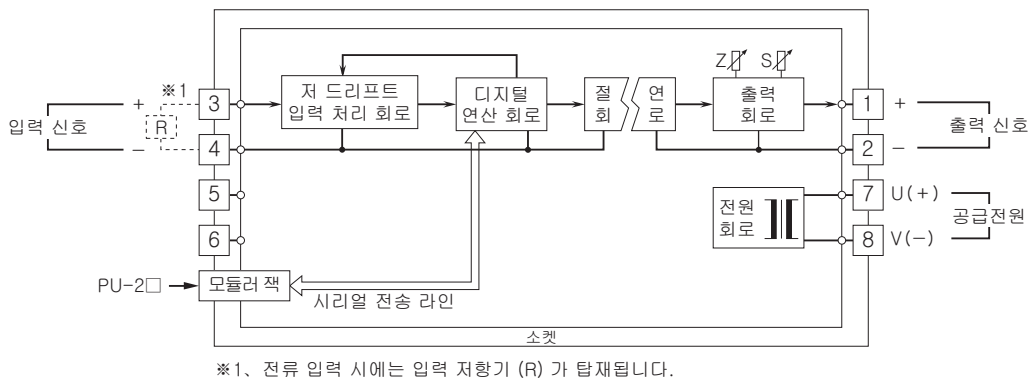 Z S
※1
입력 신호
+
−
R
3
4
5
6
저 드리프트
입력 처리 회로
디지털
연산 회로
절 연
회 로
출력
회로
1 +
2 −
출력 신호
전원
회로
7 U(+)
8 V(−)
공급전원
PU-2□
모듈러 잭
시리얼 전송 라인
소켓
※1、전류 입력 시에는 입력 저항기 (R) 가 탑재됩니다.